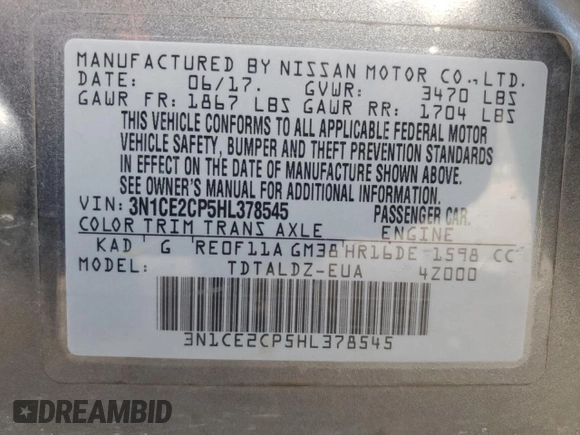 MANUFACTURED BY NISSAN MOTOR CO., LTD.
DATE: 06/17. GVWR: 3470 LBS
GAWR FR: 1867 LBS GAWR RR: 1704 LBS
THIS VEHICLE CONFORMS TO ALL APPLICABLE FEDERAL MOTOR
VEHICLE SAFETY, BUMPER AND THEFT PREVENTION STANDARDS
IN EFFECT ON THE DATE OF MANUFACTURE SHOWN ABOVE.
SEE OWNER'S MANUAL FOR ADDITIONAL INFORMATION.
VIN: 3N1CE2CP5HL378545 PASSENGER CAR.
COLOR TRIM TRANS AXLE ENGINE
KAD G RE0F11A GM38 HR16DE-1598 CC
MODEL: TDTALDZ-EUA 4Z000
3N1CE2CP5HL378545
DREAMBID